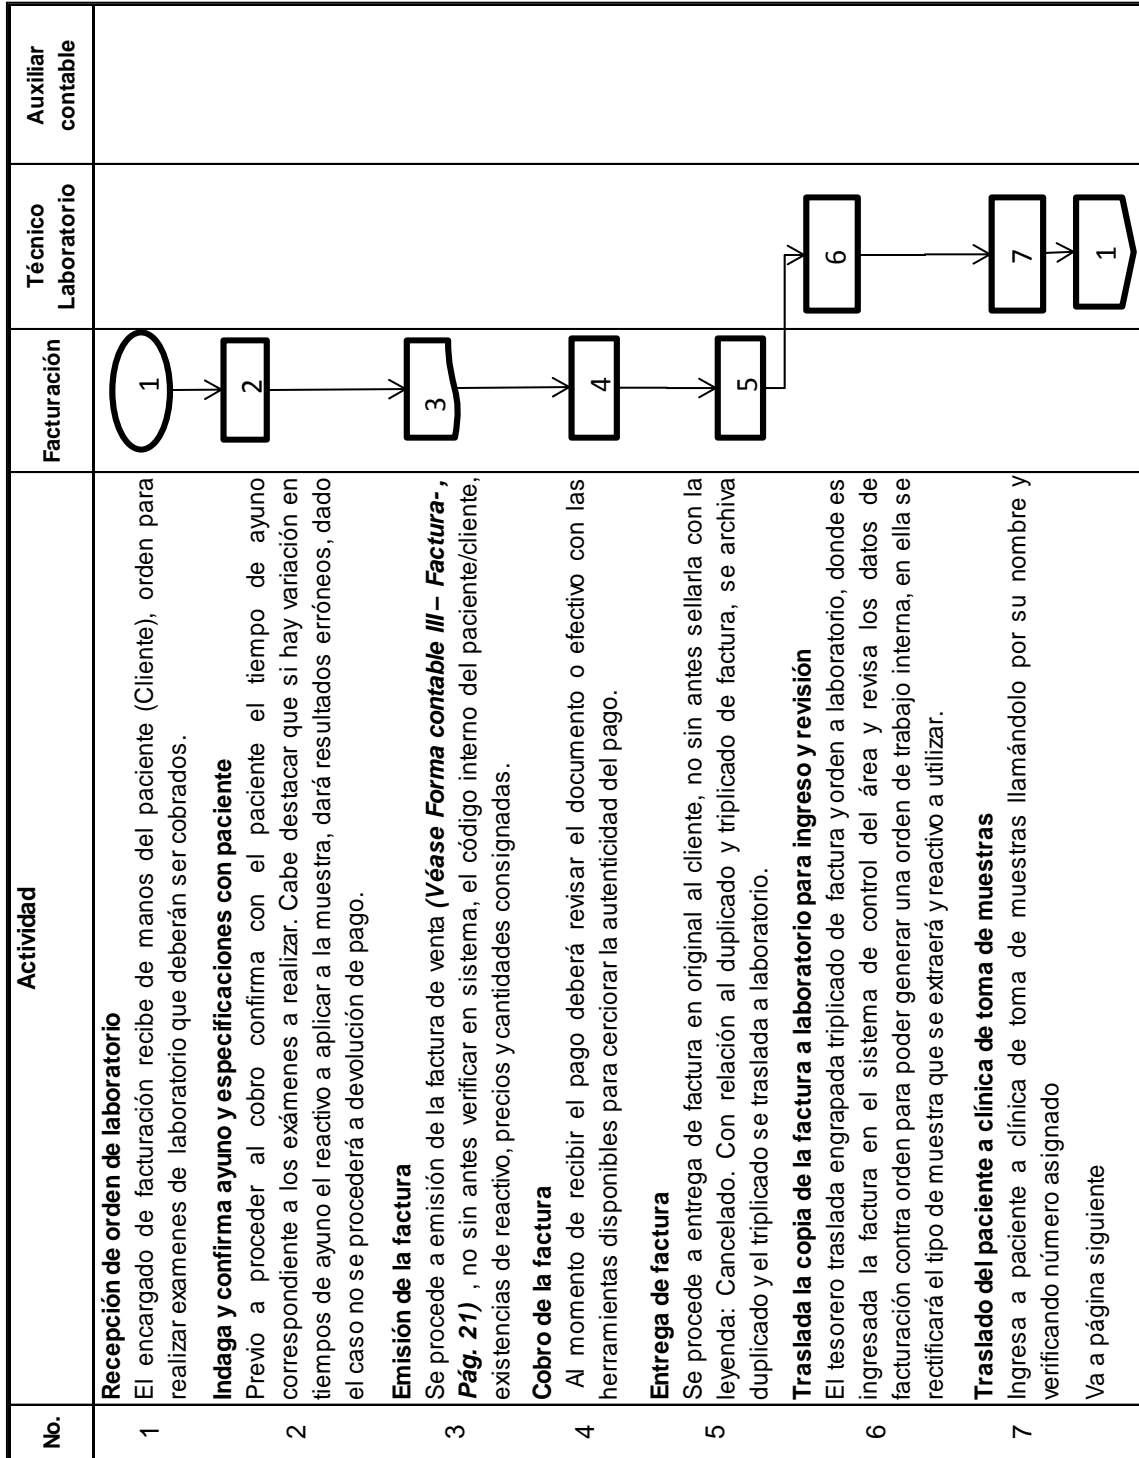 No.
Actividad
Facturación
Técnico
Laboratorio
Auxiliar
contable
1
Recepción de orden de laboratorio
El encargado de facturación recibe de manos del paciente (Cliente), orden para
realizar examenes de laboratorio que deberán ser cobrados.
1
2
Indaga y confirma ayuno y especificaciones con paciente
Previo a proceder al cobro confirma con el paciente el tiempo de ayuno
correspondiente a los exámenes a realizar. Cabe destacar que si hay variación en
tiempos de ayuno el reactivo a aplicar a la muestra, dará resultados erróneos, dado
el caso no se procederá a devolución de pago.
2
3
Emisión de la factura
Se procede a emisión de la factura de venta (Véase Forma contable III – Factura- ,
Pág. 21) , no sin antes verificar en sistema, el código interno del paciente/cliente,
existencias de reactivo, precios y cantidades consignadas.
3
4
Cobro de la factura
Al momento de recibir el pago deberá revisar el documento o efectivo con las
herramientas disponibles para cerciorar la autenticidad del pago.
4
5
Entrega de factura
Se procede a entrega de factura en original al cliente, no sin antes sellarla con la
leyenda: Cancelado. Con relación al duplicado y triplicado de factura, se archiva
duplicado y el triplicado se traslada a laboratorio.
5
6
Traslada la copia de la factura a laboratorio para ingreso y revisión
El tesorero traslada engrapada triplicado de factura y orden a laboratorio, donde es
ingresada la factura en el sistema de control del área y revisa los datos de
facturación contra orden para poder generar una orden de trabajo interna, en ella se
rectificará el tipo de muestra que se extraerá y reactivo a utilizar.
6
7
Traslado del paciente a clínica de toma de muestras
Ingresa a paciente a clínica de toma de muestras llamándolo por su nombre y
verificando número asignado
7
Va a página siguiente
1